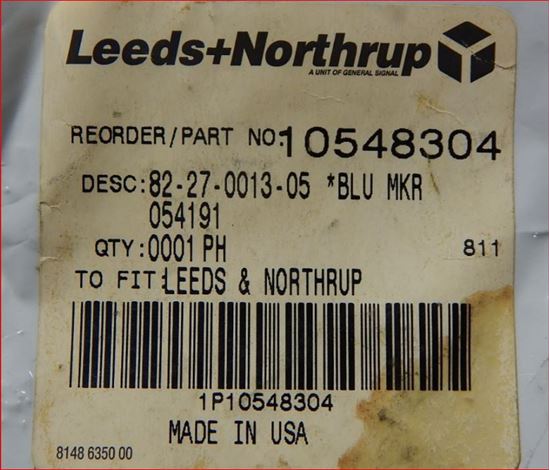 Leeds+Northrup
A UNIT OF GENERAL SIGNAL
REORDER/PART NO: 10548304
DESC: 82-27-0013-05 *BLU MKR
054191
QTY: 0001 PH 811
TO FIT: LEEDS & NORTHRUP
1P10548304
MADE IN USA
8148 6350 00